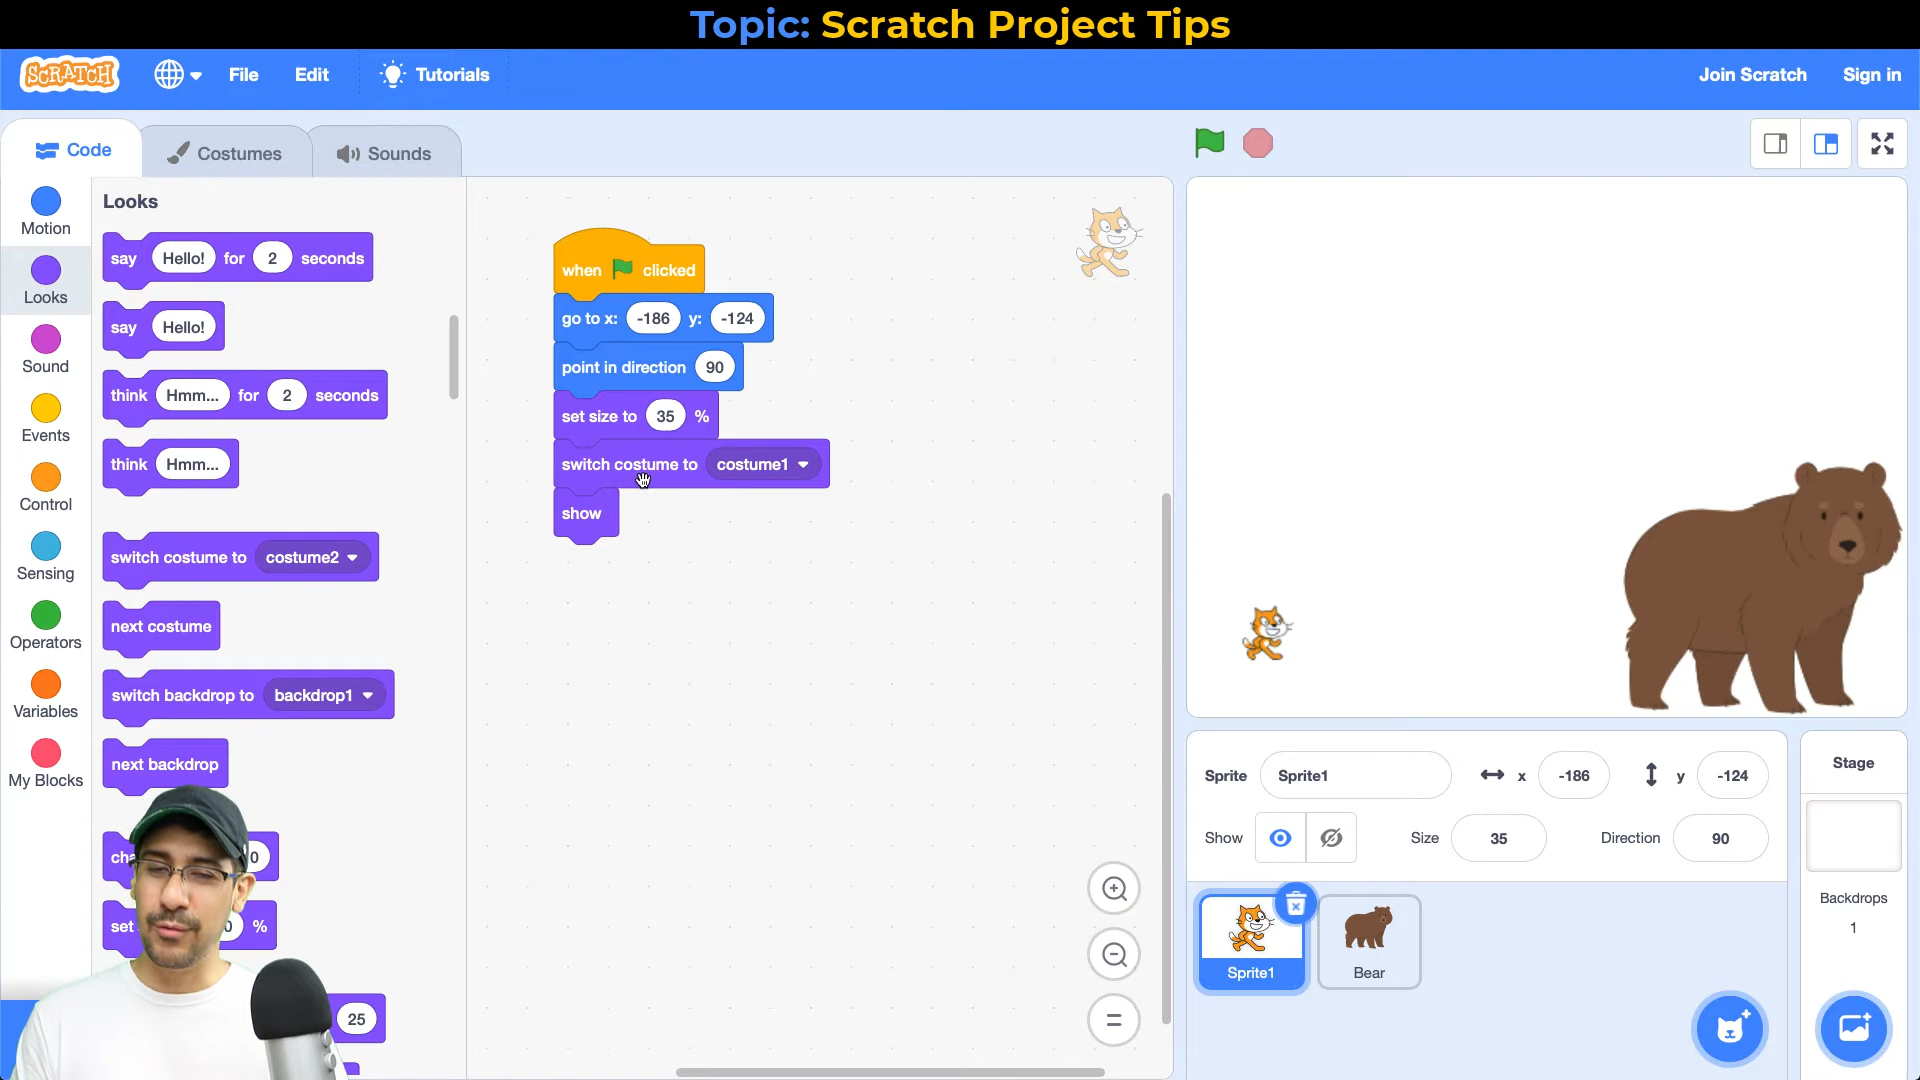 Topic: Scratch Project Tips
SCRATCH
File
Edit
Tutorials
Join Scratch
Sign in
Code
Costumes
Sounds
Motion
Looks
Sound
Events
Control
Sensing
Operators
Variables
My Blocks
Looks
say Hello! for 2 seconds
say Hello!
think Hmm... for 2 seconds
think Hmm...
switch costume to costume2
next costume
switch backdrop to backdrop1
next backdrop
0
set 0 %
25
when clicked
go to x: -186 y: -124
point in direction 90
set size to 35 %
switch costume to costume1
show
Sprite Sprite1 x -186 y -124
Show Size 35 Direction 90
Sprite1
Bear
Stage
Backdrops
1